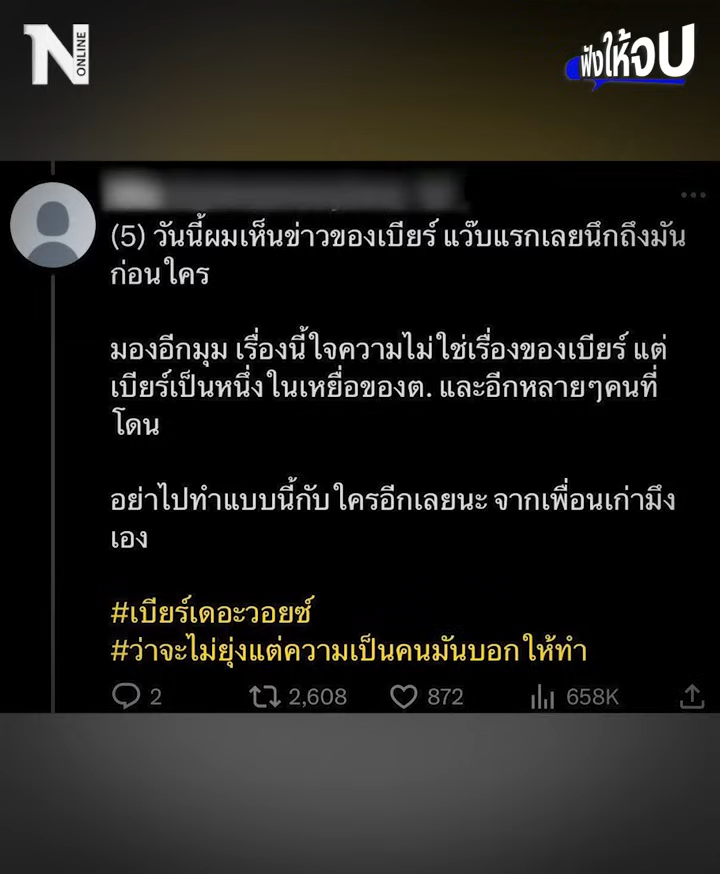 N ONLINE
ฟังให้จบ
(5) วันนี้ผมเห็นข่าวของเบียร์ แว๊บแรกเลยนึกถึงมัน
ก่อนใคร
มองอีกมุม เรื่องนี้ใจความไม่ใช่เรื่องของเบียร์ แต่
เบียร์เป็นหนึ่งในเหยื่อของต. และอีกหลายๆคนที่
โดน
อย่าไปทำแบบนี้กับใครอีกเลยนะ จากเพื่อนเก่ามึง
เอง
#เบียร์เดอะวอยซ์
#ว่าจะไม่ยุ่งแต่ความเป็นคนมันบอกให้ทำ
2 2,608 872 658K